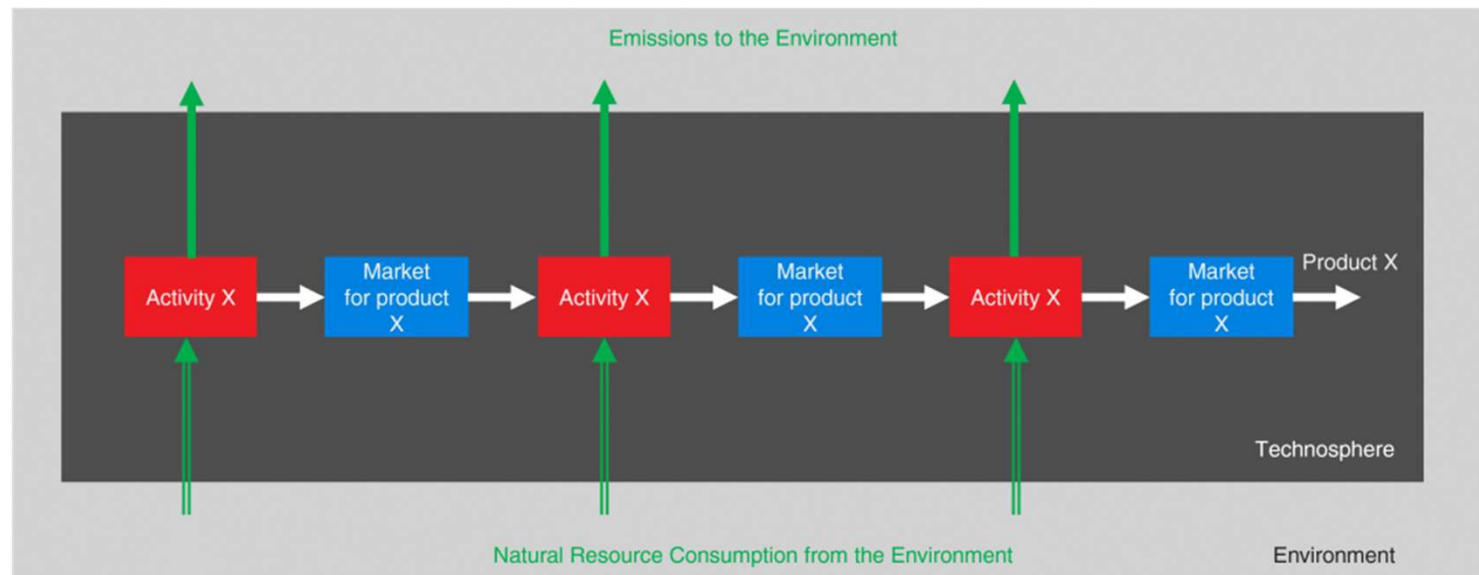 Emissions to the Environment
Activity X
Market
for product
X
Activity X
Market
for product
X
Activity X
Market
for product
X
Product X
Technosphere
Natural Resource Consumption from the Environment
Environment